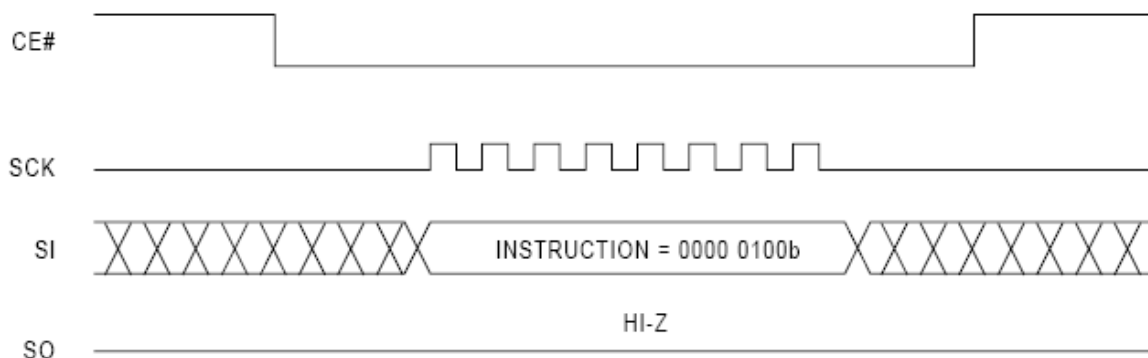 CE#
SCK
SI INSTRUCTION = 0000 0100b
HI-Z
SO